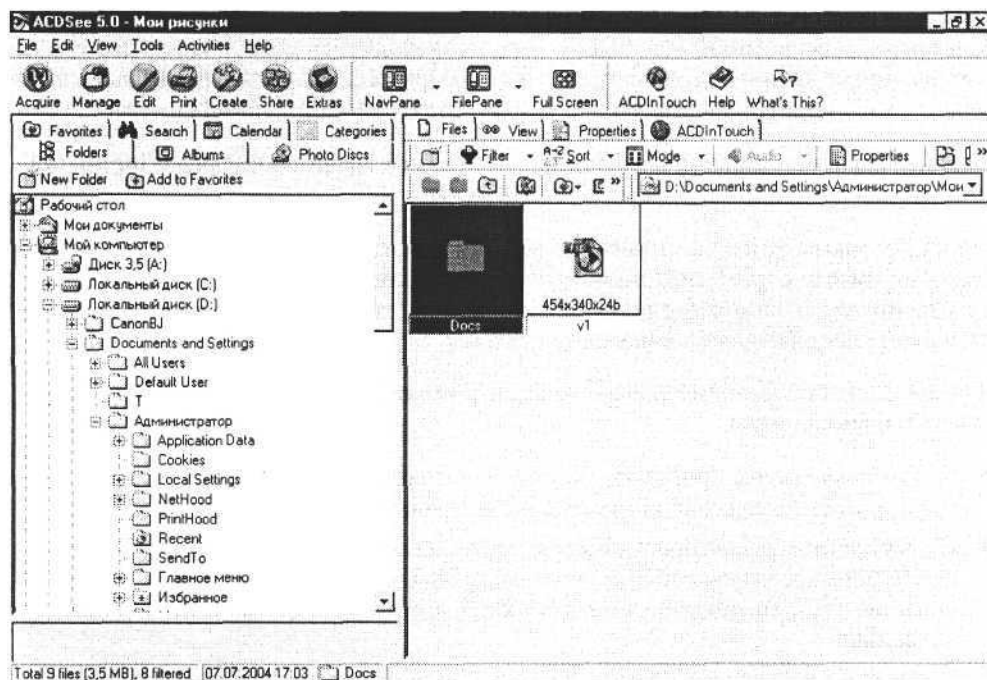 ACDSee 5.0 - Мои рисунки
File Edit View Tools Activities Help
Acquire Manage Edit Print Create Share Extras NavPane FilePane Full Screen ACDInTouch Help What's This?
Favorites Search Calendar Categories
Folders Albums Photo Discs
New Folder Add to Favorites
Рабочий стол
Мои документы
Мой компьютер
Диск 3,5 (A:)
Локальный диск (C:)
Локальный диск (D:)
CanonBJ
Documents and Settings
All Users
Default User
T
Администратор
Application Data
Cookies
Local Settings
NetHood
PrintHood
Recent
SendTo
Главное меню
Избранное
Files View Properties ACDInTouch
Filter Sort Mode Audio Properties
D:\Documents and Settings\Администратор\Мои
454x340x24b
Docs v1
Total 9 files (3,5 MB), 8 filtered 07.07.2004 17:03 Docs